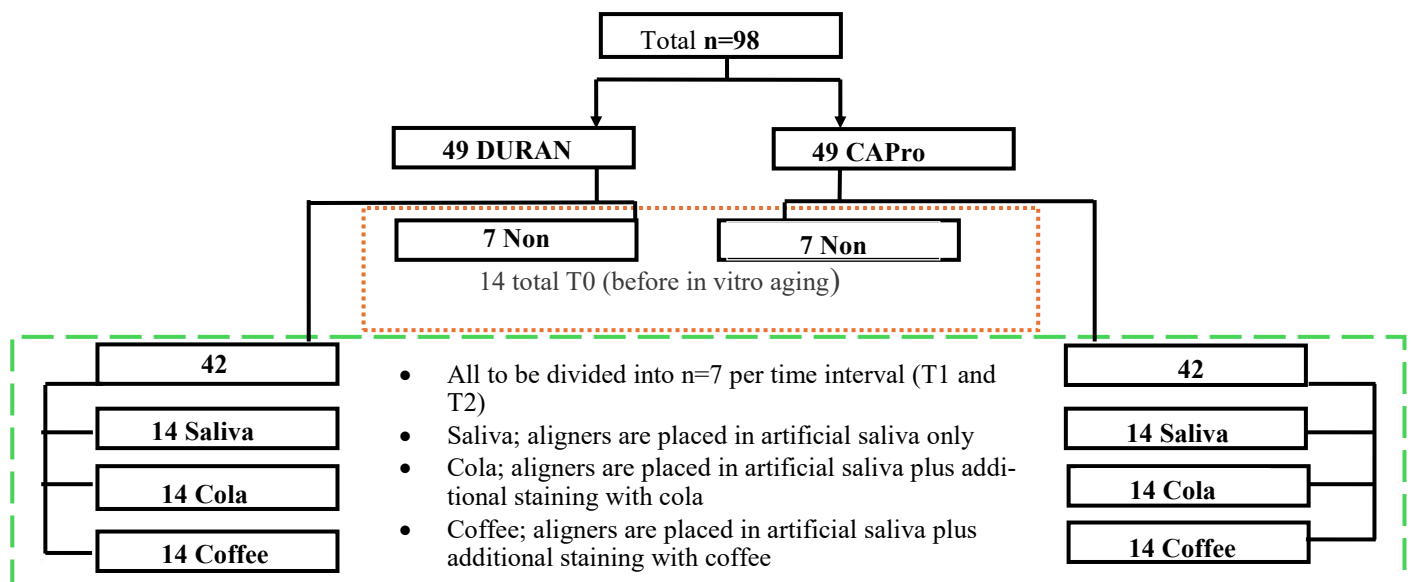 Total n=98
49 DURAN
49 CAPro
7 Non
7 Non
14 total T0 (before in vitro aging)
42
14 Saliva
14 Cola
14 Coffee
• All to be divided into n=7 per time interval (T1 and
T2)
• Saliva; aligners are placed in artificial saliva only
• Cola; aligners are placed in artificial saliva plus addi-
tional staining with cola
• Coffee; aligners are placed in artificial saliva plus
additional staining with coffee
42
14 Saliva
14 Cola
14 Coffee